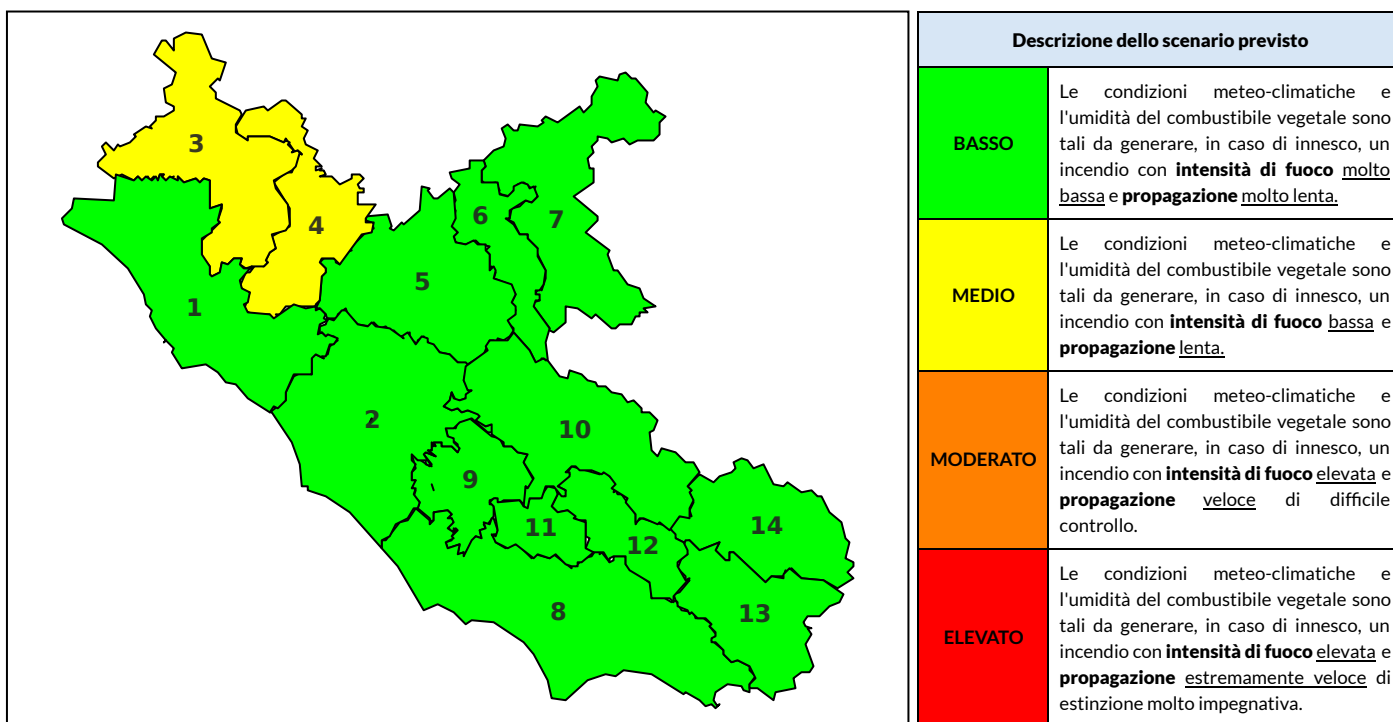 3
4
6
7
5
1
2
10
9
11
12
14
8
13
Descrizione dello scenario previsto
BASSO
Le condizioni meteo-climatiche e
l'umidità del combustibile vegetale sono
tali da generare, in caso di innesco, un
incendio con intensità di fuoco molto
bassa e propagazione molto lenta.
MEDIO
Le condizioni meteo-climatiche e
l'umidità del combustibile vegetale sono
tali da generare, in caso di innesco, un
incendio con intensità di fuoco bassa e
propagazione lenta.
MODERATO
Le condizioni meteo-climatiche e
l'umidità del combustibile vegetale sono
tali da generare, in caso di innesco, un
incendio con intensità di fuoco elevata e
propagazione veloce di difficile
controllo.
ELEVATO
Le condizioni meteo-climatiche e
l'umidità del combustibile vegetale sono
tali da generare, in caso di innesco, un
incendio con intensità di fuoco elevata e
propagazione estremamente veloce di
estinzione molto impegnativa.